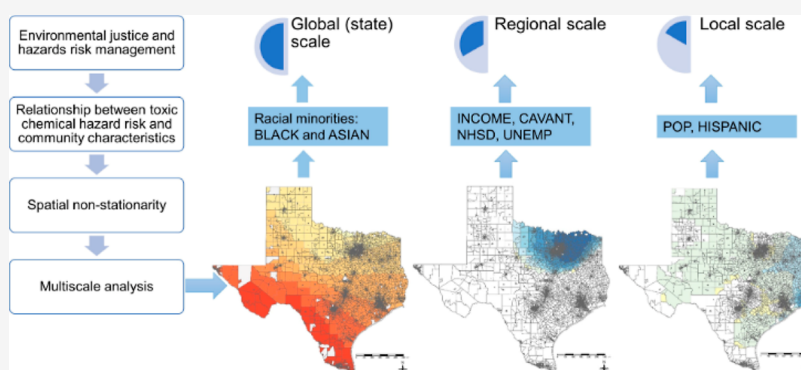 Environmental justice and
hazards risk management
Relationship between toxic
chemical hazard risk and
community characteristics
Spatial non-stationarity
Multiscale analysis
Global (state)
scale
Racial minorities:
BLACK and ASIAN
Regional scale
INCOME, CAVANT,
NHSD, UNEMP
Local scale
POP, HISPANIC